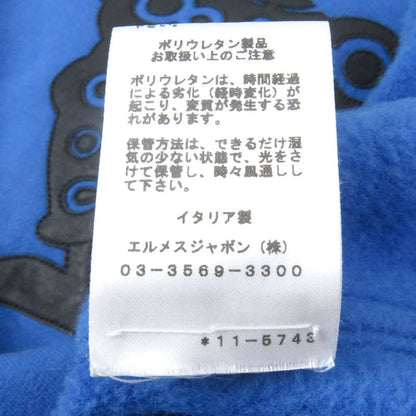 ポリウレタン製品
お取扱い上のご注意
ポリウレタンは、時間経過
による劣化（経時変化）が
起こり、変質が発生する恐
れがあります。
保管方法は、できるだけ湿
気の少ない状態で、光をさ
けて保管し、時々風通しし
て下さい。
イタリア製
エルメスジャポン（株）
03-3569-3300
*11-5743